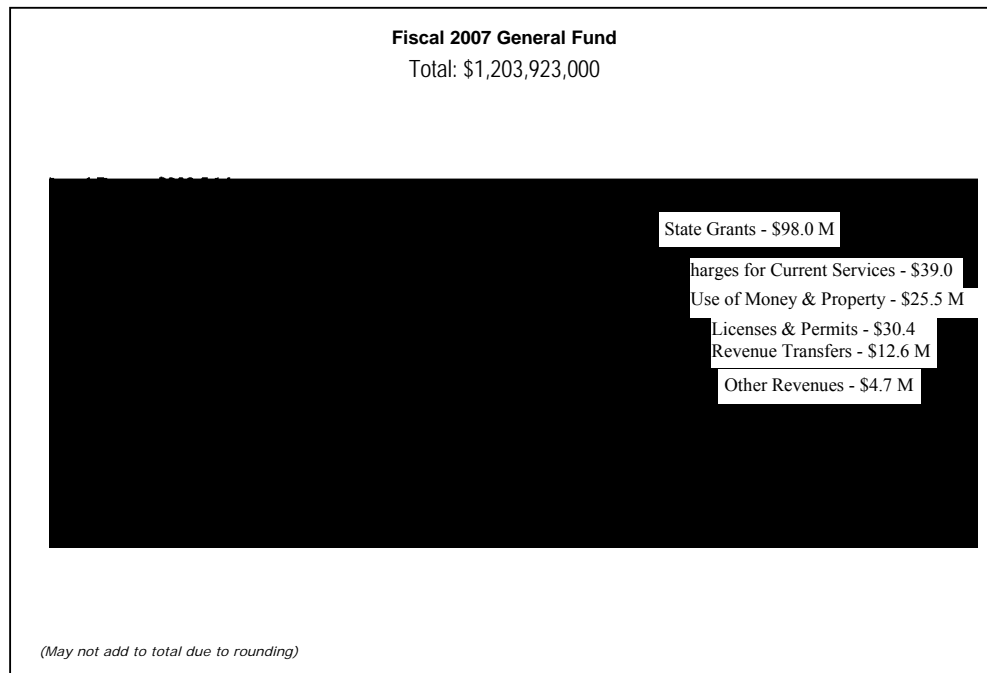 Fiscal 2007 General Fund
Total: $1,203,923,000
State Grants - $98.0 M
harges for Current Services - $39.0
Use of Money & Property - $25.5 M
Licenses & Permits - $30.4
Revenue Transfers - $12.6 M
Other Revenues - $4.7 M
(May not add to total due to rounding)